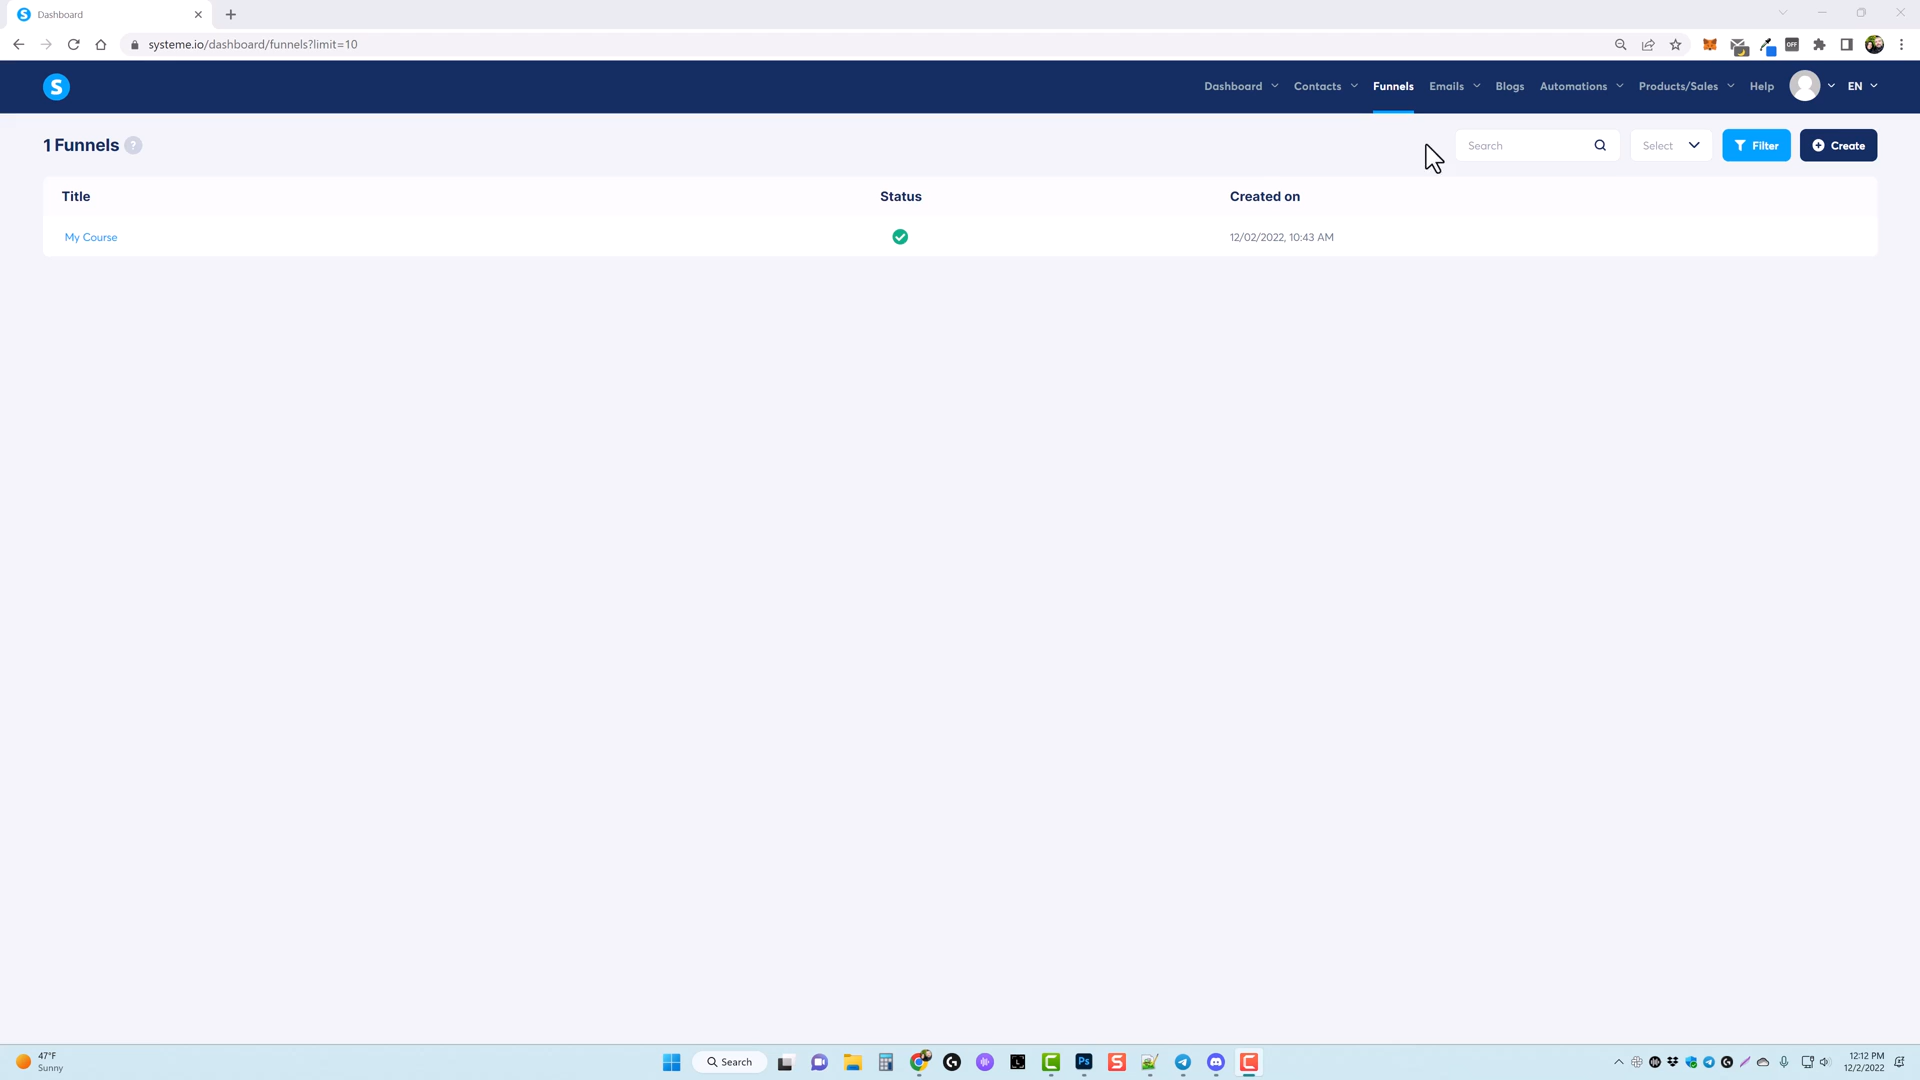 Dashboard
systeme.io/dashboard/funnels?limit=10
OFF
S
Dashboard Contacts Funnels Emails Blogs Automations Products/Sales Help EN
1 Funnels ?
Search Select Filter Create
Title Status Created on
My Course 12/02/2022, 10:43 AM
47°F
Sunny
Search
Ps
12:12 PM
12/2/2022